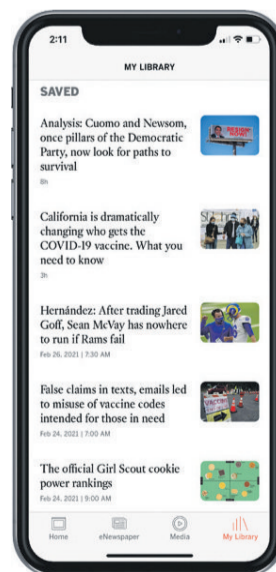 2:11
MY LIBRARY
SAVED
Analysis: Cuomo and Newsom,
once pillars of the Democratic
Party, now look for paths to
survival
8h
California is dramatically
changing who gets the
COVID-19 vaccine. What you
need to know
3h
Hernández: After trading Jared
Goff, Sean McVay has nowhere
to run if Rams fail
Feb 26, 2021 | 7:30 AM
False claims in texts, emails led
to misuse of vaccine codes
intended for those in need
Feb 24, 2021 | 7:00 AM
The official Girl Scout cookie
power rankings
Feb 24, 2021 | 9:00 AM
Home
eNewspaper
Media
My Library